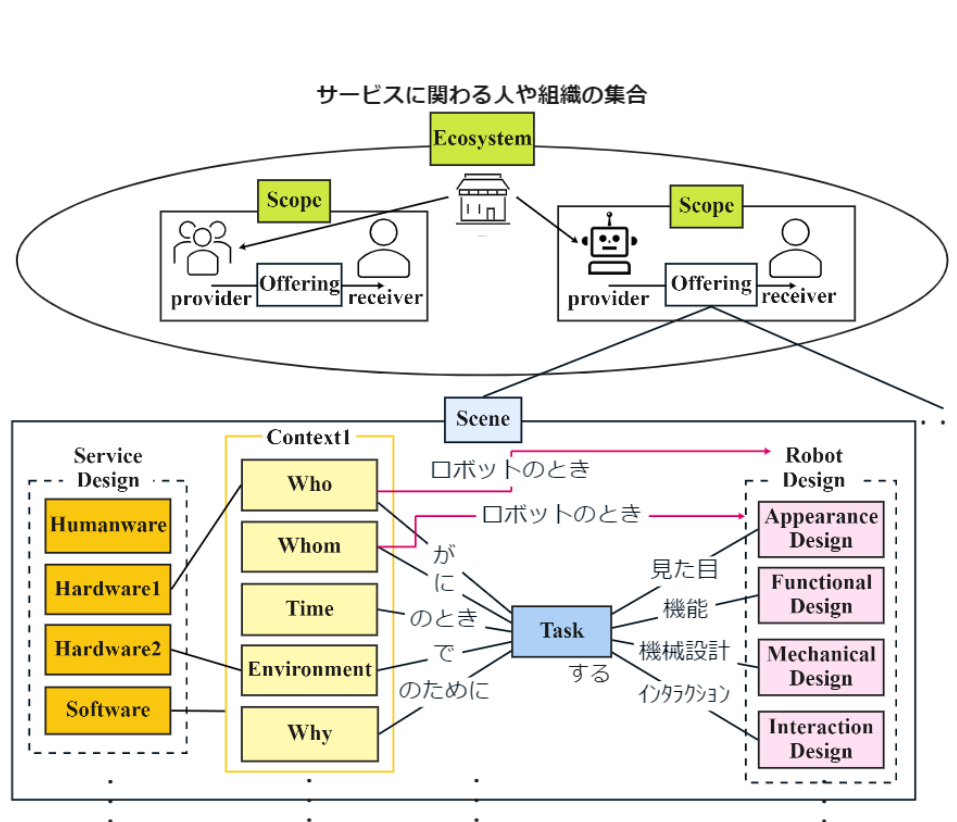 サービスに関わる人や組織の集合
Ecosystem
Scope
Scope
provider
Offering
receiver
provider
Offering
receiver
Scene
Service
Design
Humanware
Hardware1
Hardware2
Software
Context1
Who
Whom
Time
Environment
Why
ロボットのとき
ロボットのとき
が
に
のとき
で
のために
Task
する
見た目
機能
機械設計
インタラクション
Robot
Design
Appearance
Design
Functional
Design
Mechanical
Design
Interaction
Design